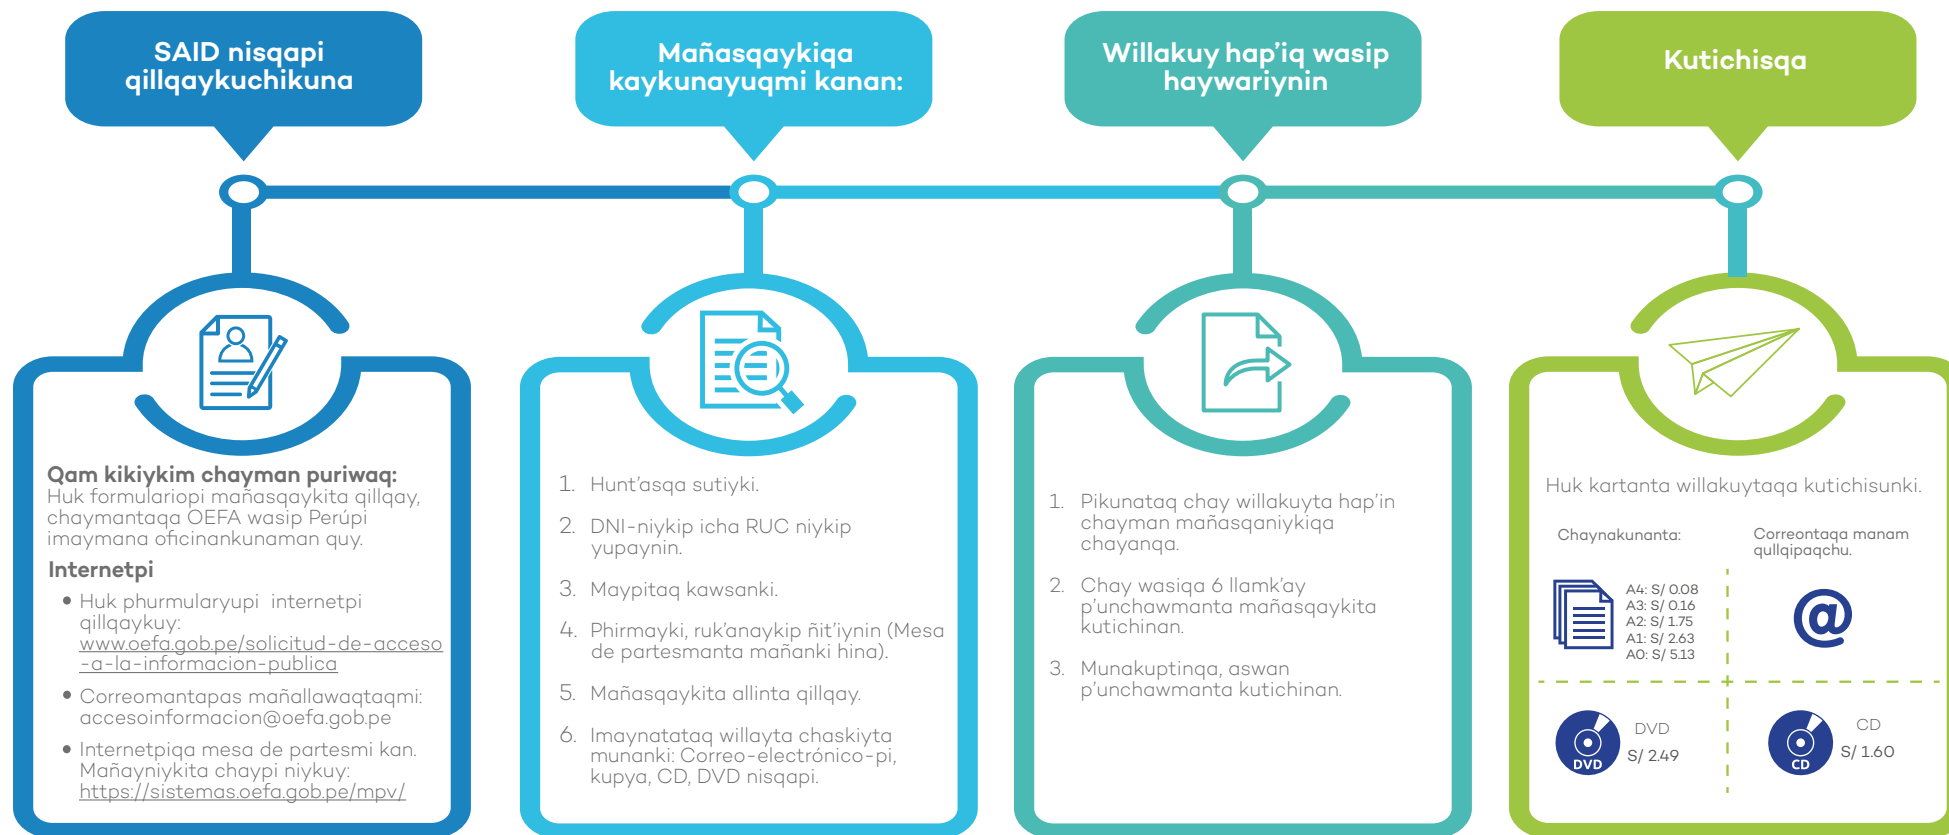 SAID nisqapi
qillqaykuchikuna
Mañasqaykiqa
kaykunayuqmi kanan:
Willakuy hap'iq wasip
haywariynin
Kutichisqa
Qam kikiykim chayman puriwaq:
Huk formulariopi mañasqaykita qillqay,
chaymantaqa OEFA wasip Perúpi
imaymana oficinankunaman quy.
Internetpi
• Huk phurmularyupi internetpi
qillqaykuy:
www.oefa.gob.pe/solicitud-de-acceso
-a-la-informacion-publica
• Correomantapas mañallawaqtaqmi:
accesoinformacion@oefa.gob.pe
• Internetpiqa mesa de partesmi kan.
Mañayniykita chaypi niykuy:
https://sistemas.oefa.gob.pe/mpv/
1. Hunt'asqa sutiyki.
2. DNI-niykip icha RUC niykip
yupaynin.
3. Maypitaq kawsanki.
4. Phirmayki, ruk'anaykip ñit'iynin (Mesa
de partesmanta mañanki hina).
5. Mañasqaykita allinta qillqay.
6. Imaynatataq willayta chaskiyta
munanki: Correo-electrónico-pi,
kupya, CD, DVD nisqapi.
1. Pikunataq chay willakuyta hap'in
chayman mañasqaniykiqa
chayanqa.
2. Chay wasiqa 6 llamk'ay
p'unchawmanta mañasqaykita
kutichinan.
3. Munakuptinqa, aswan
p'unchawmanta kutichinan.
Huk kartanta willakuytaqa kutichisunki.
Chaynakunanta:
A4: S/ 0.08
A3: S/ 0.16
A2: S/ 1.75
A1: S/ 2.63
A0: S/ 5.13
Correontaqa manam
qullqipaqchu.
@
DVD
DVD
S/ 2.49
CD
CD
S/ 1.60